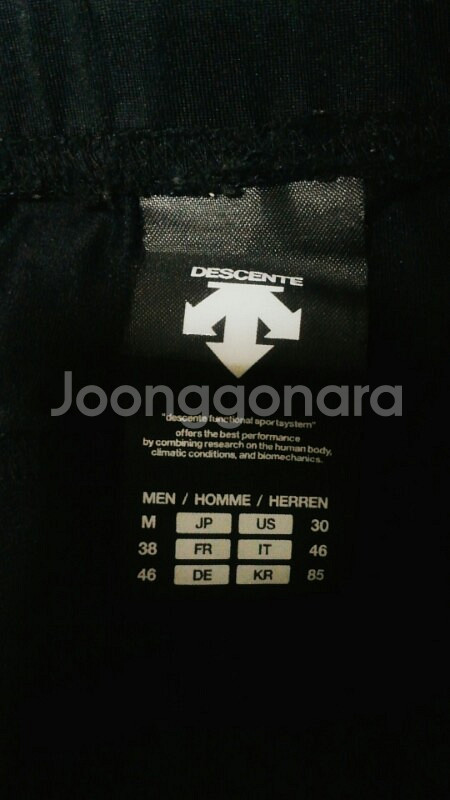 DESCENTE
Joonggonara
"descente functional sportsystem"
offers the best performance
by combining research on the human body,
climatic conditions, and biomechanics.
MEN / HOMME / HERREN
M JP US 30
38 FR IT 46
46 DE KR 85